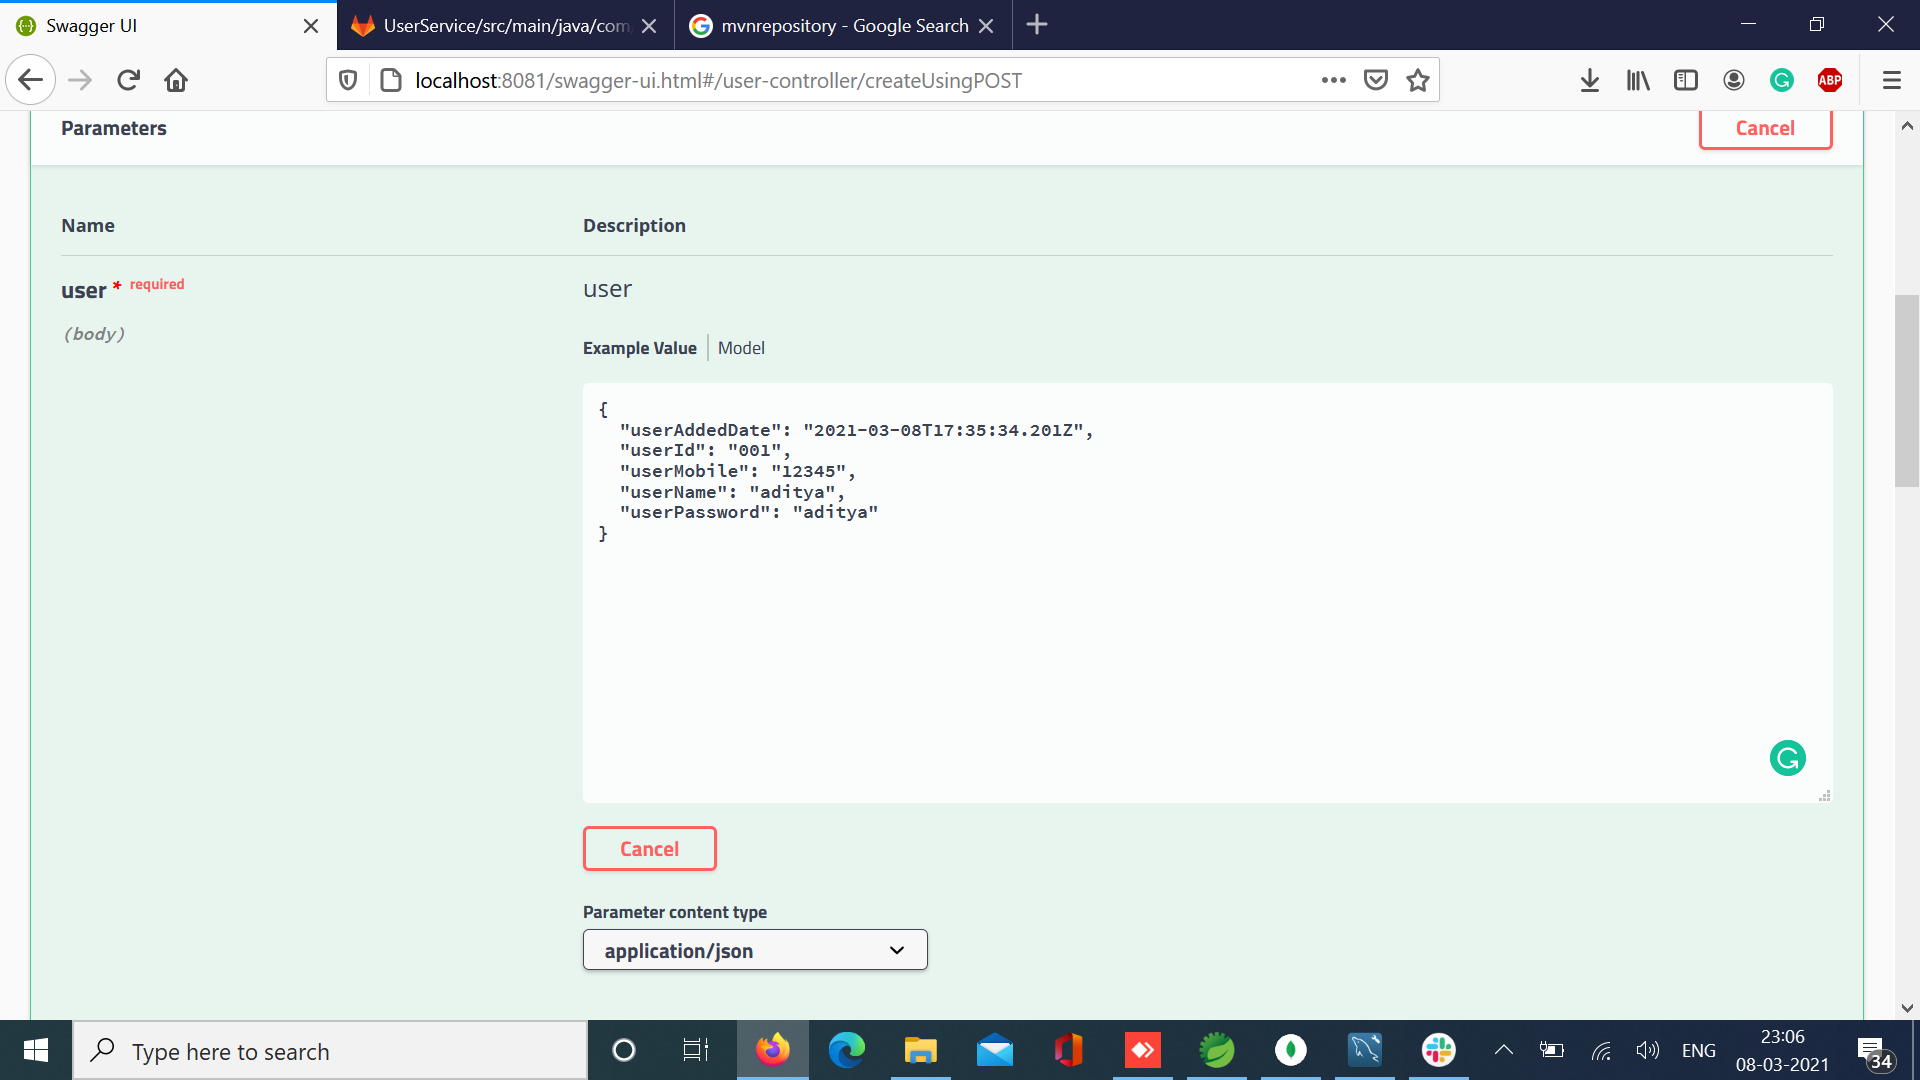 Swagger UI
UserService/src/main/java/com
mvnrepository - Google Search
localhost:8081/swagger-ui.html#/user-controller/createUsingPOST
ABP
Parameters
Cancel
Name
Description
user * required
(body)
user
Example Value
Model
{
"userAddedDate": "2021-03-08T17:35:34.201Z",
"userId": "001",
"userMobile": "12345",
"userName": "aditya",
"userPassword": "aditya"
}
Cancel
Parameter content type
application/json
Type here to search
ENG
23:06
08-03-2021
34